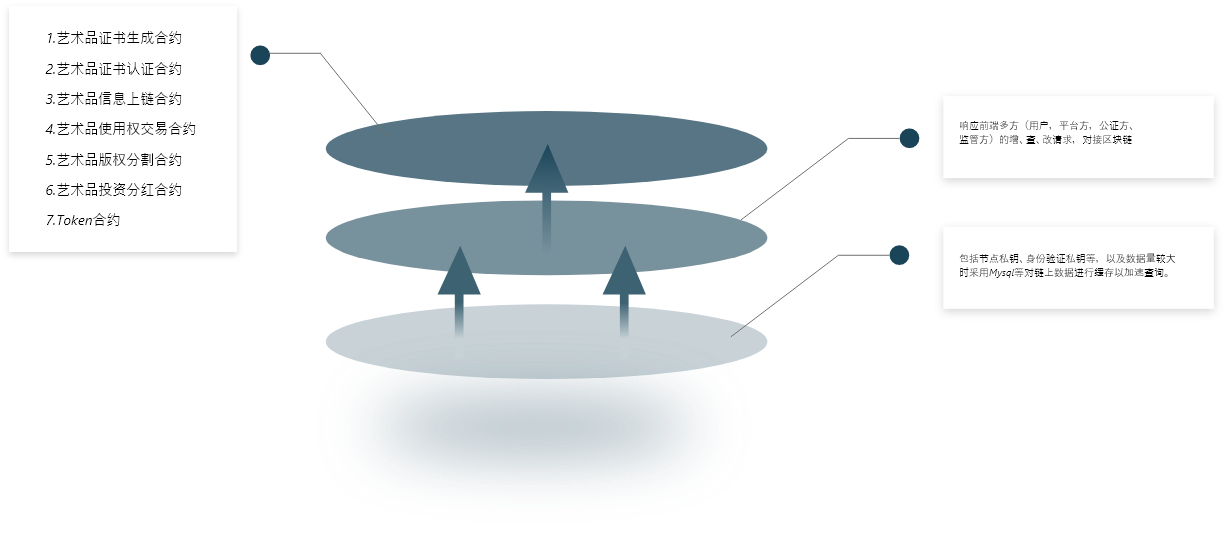 1.艺术品证书生成合约
2.艺术品证书认证合约
3.艺术品信息上链合约
4.艺术品使用权交易合约
5.艺术品版权分割合约
6.艺术品投资分红合约
7.Token合约
响应前端多方（用户，平台方，公证方、
监管方）的增、查、改请求，对接区块链
包括节点私钥、身份验证私钥等，以及数据量较大
时采用Mysql等对链上数据进行缓存以加速查询。